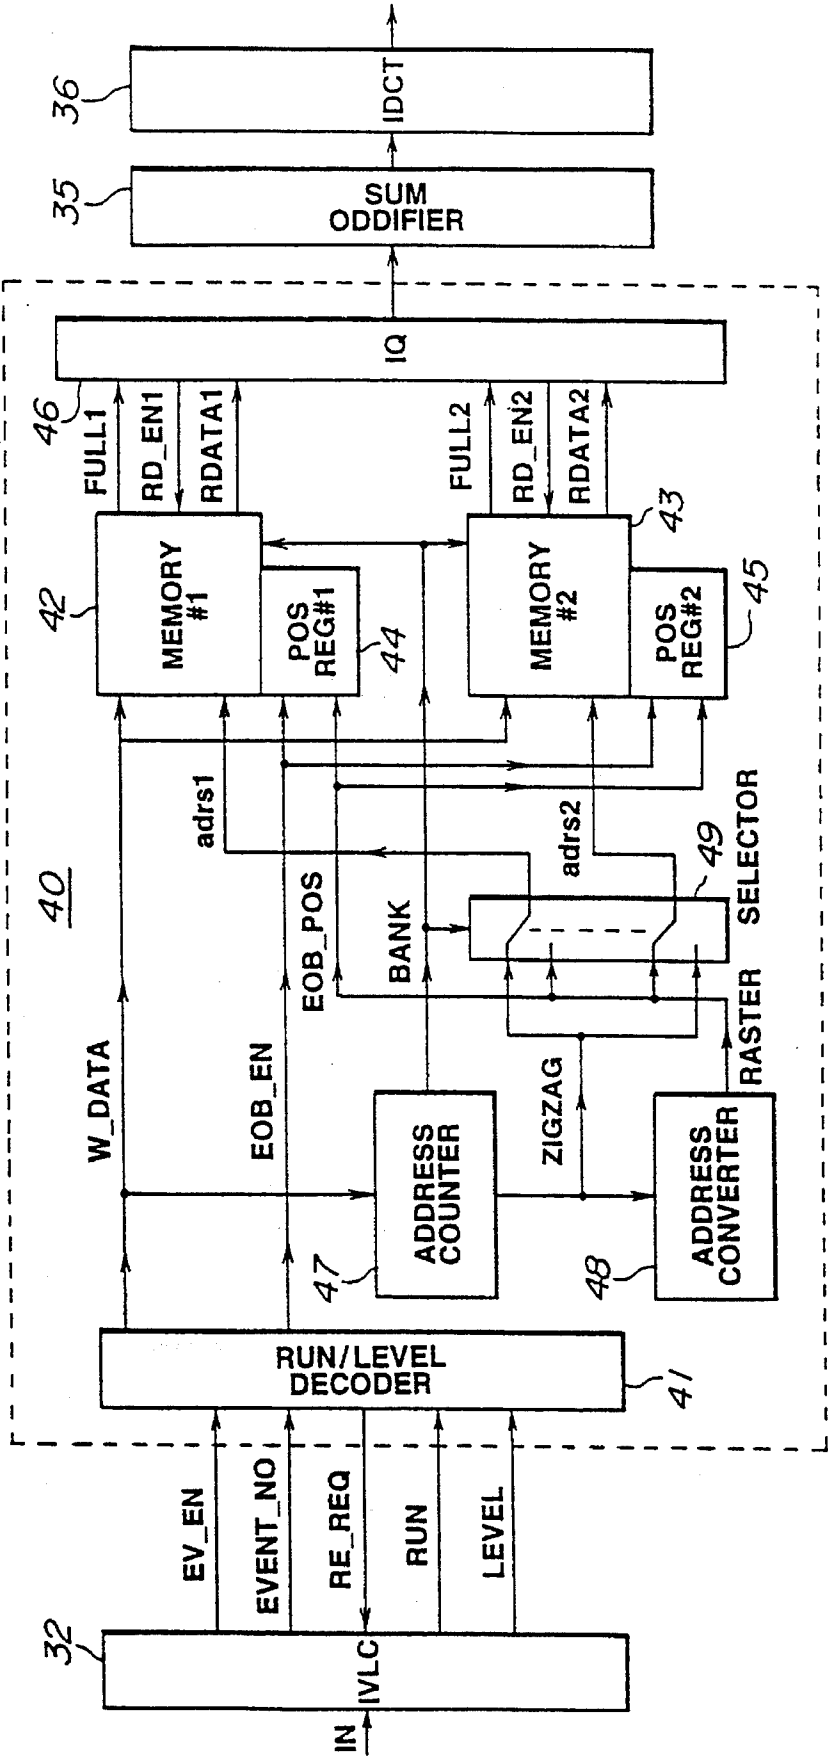 40
IN
IVLC
32
EV_EN
EVENT_NO
RE_REQ
RUN
LEVEL
RUN/LEVEL
DECODER
41
W_DATA
EOB_EN
EOB_POS
BANK
ADDRESS
COUNTER
47
ZIGZAG
ADDRESS
CONVERTER
48
RASTER
SELECTOR
49
adrs1
adrs2
MEMORY
#1
42
POS
REG#1
44
MEMORY
#2
43
POS
REG#2
45
FULL1
RD_EN1
RDATA1
FULL2
RD_EN2
RDATA2
IQ
46
SUM
ODDIFIER
35
IDCT
36